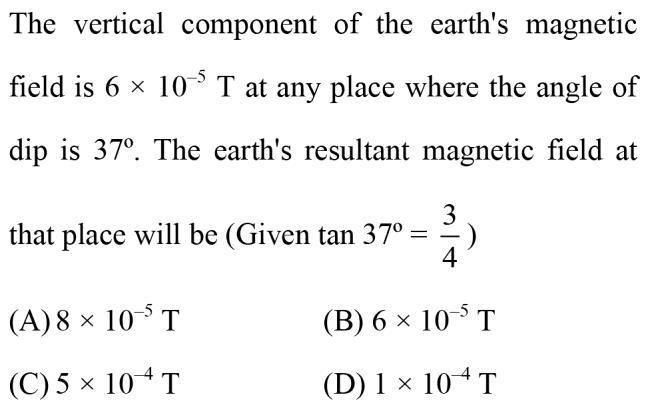 The vertical component of the earth's magnetic
field is 6 × 10⁻⁵ T at any place where the angle of
dip is 37º. The earth's resultant magnetic field at
that place will be (Given tan 37º = 3/4)
(A) 8 × 10⁻⁵ T (B) 6 × 10⁻⁵ T
(C) 5 × 10⁻⁴ T (D) 1 × 10⁻⁴ T